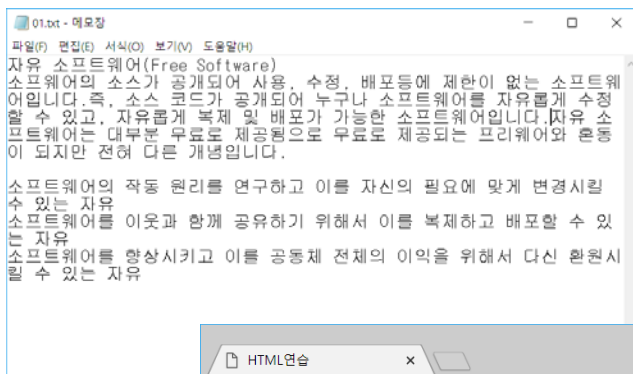 01.txt - 메모장
파일(F) 편집(E) 서식(O) 보기(V) 도움말(H)
자유 소프트웨어(Free Software)
소프트웨어의 소스가 공개되어 사용, 수정, 배포등에 제한이 없는 소프트웨
어입니다.즉, 소스 코드가 공개되어 누구나 소프트웨어를 자유롭게 수정
할 수 있고, 자유롭게 복제 및 배포가 가능한 소프트웨어입니다.자유 소
프트웨어는 대부분 무료로 제공됨으로 무료로 제공되는 프리웨어와 혼동
이 되지만 전혀 다른 개념입니다.
소프트웨어의 작동 원리를 연구하고 이를 자신의 필요에 맞게 변경시킬
수 있는 자유
소프트웨어를 이웃과 함께 공유하기 위해서 이를 복제하고 배포할 수 있
는 자유
소프트웨어를 향상시키고 이를 공동체 전체의 이익을 위해서 다신 환원시
킬 수 있는 자유
HTML연습